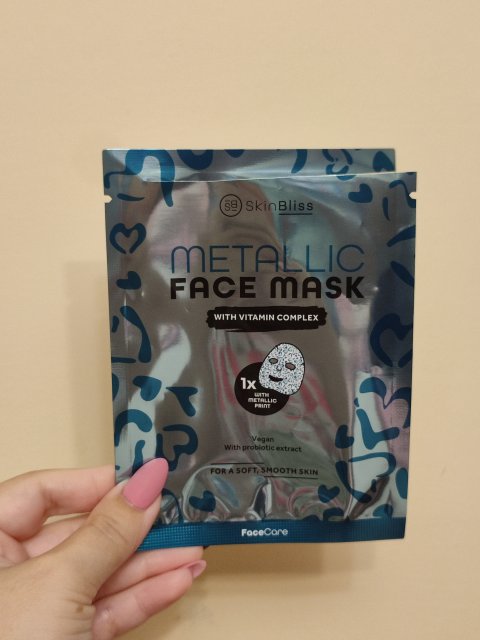 SkinBliss
METALLIC
FACE MASK
WITH VITAMIN COMPLEX
1x
WITH
METALLIC
PRINT
Vegan
With probiotic extract
FOR A SOFT, SMOOTH SKIN
FaceCare